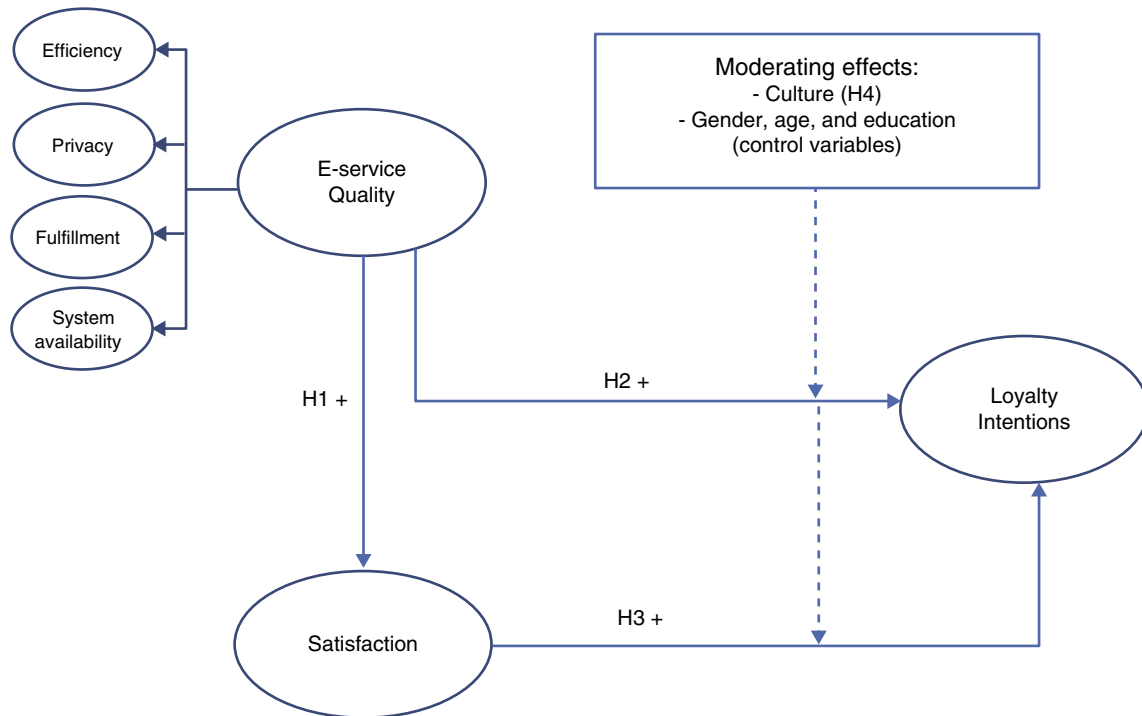 Efficiency
Privacy
Fulfillment
System
availability
E-service
Quality
Moderating effects:
- Culture (H4)
- Gender, age, and education
(control variables)
H1 +
H2 +
Loyalty
Intentions
Satisfaction
H3 +